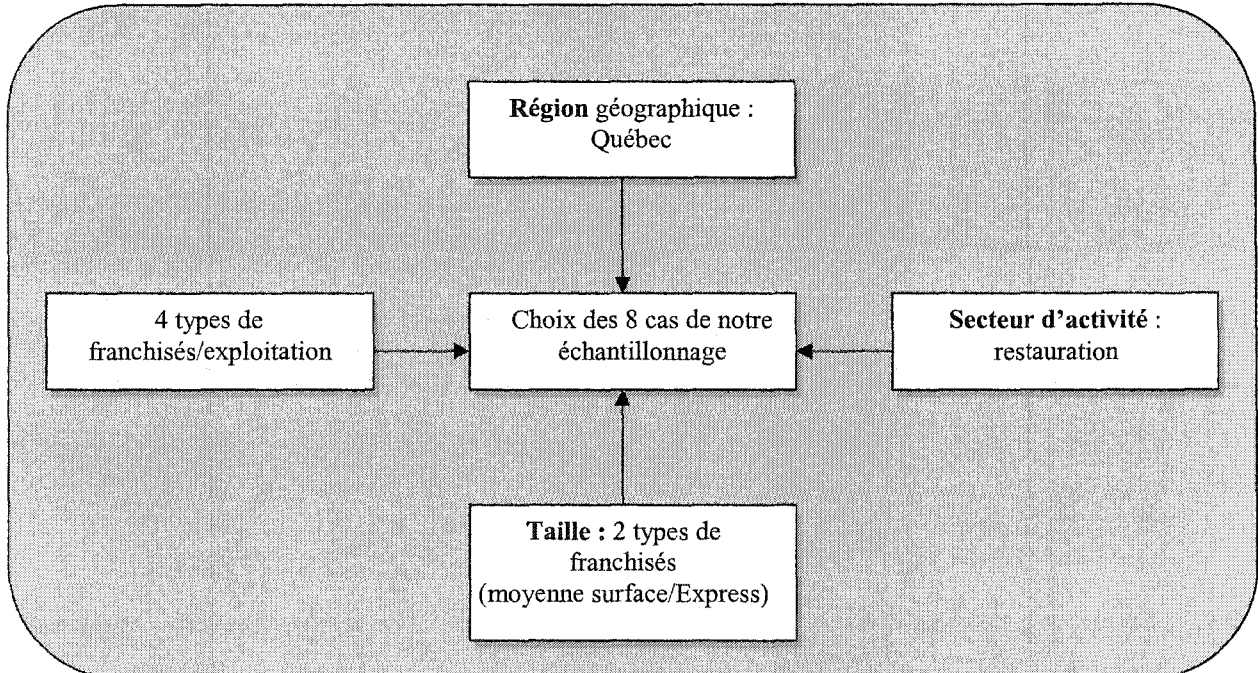 Région géographique :
Québec
4 types de
franchisés/exploitation
Choix des 8 cas de notre
échantillonnage
Secteur d’activité :
restauration
Taille : 2 types de
franchisés
(moyenne surface/Express)